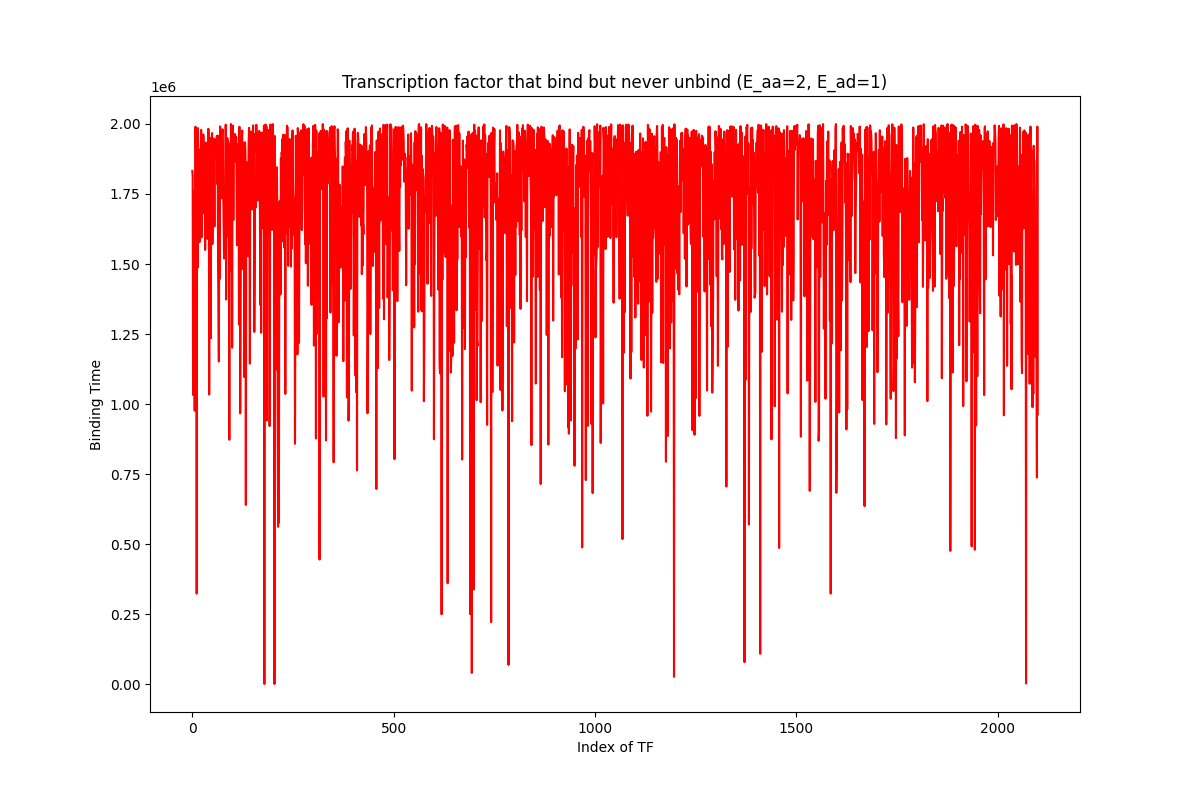 Transcription factor that bind but never unbind (E_aa=2, E_ad=1)
1e6
2.00
1.75
1.50
1.25
1.00
0.75
0.50
0.25
0.00
Binding Time
0 500 1000 1500 2000
Index of TF